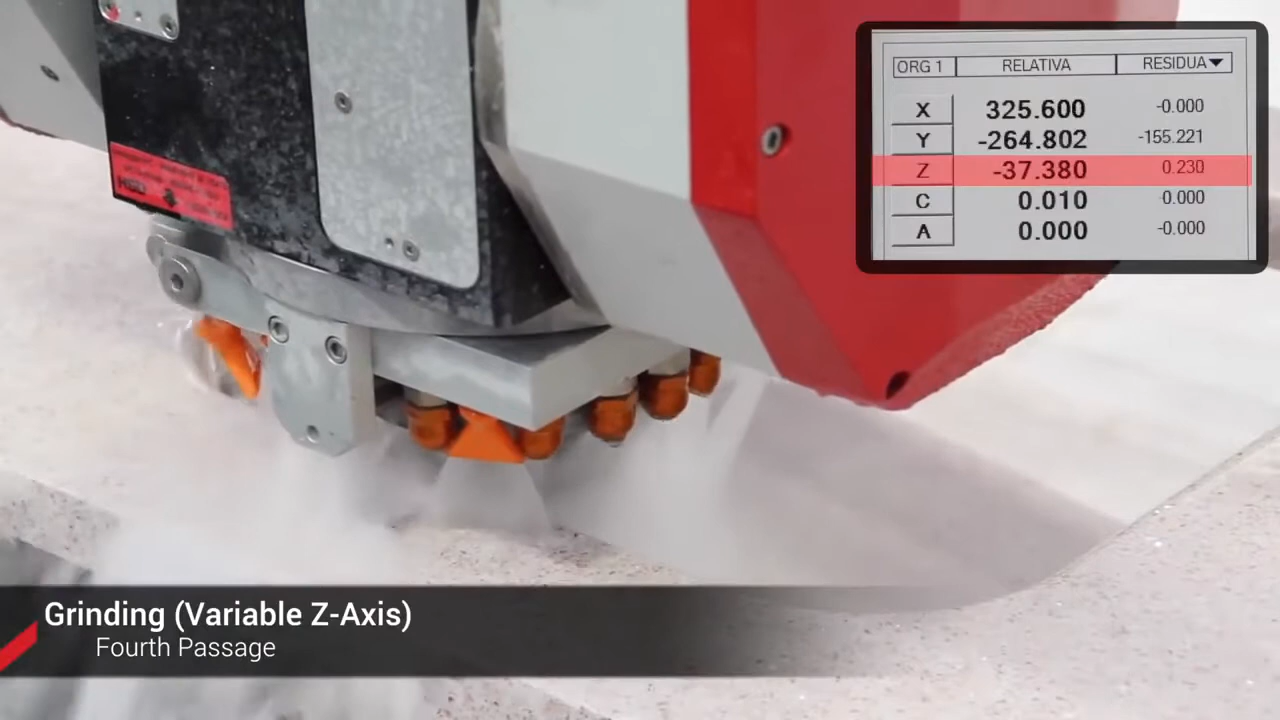 ORG 1 RELATIVA RESIDUA
X 325.600 -0.000
Y -264.802 -155.221
Z -37.380 0.230
C 0.010 -0.000
A 0.000 -0.000
HSD
Grinding (Variable Z-Axis)
Fourth Passage